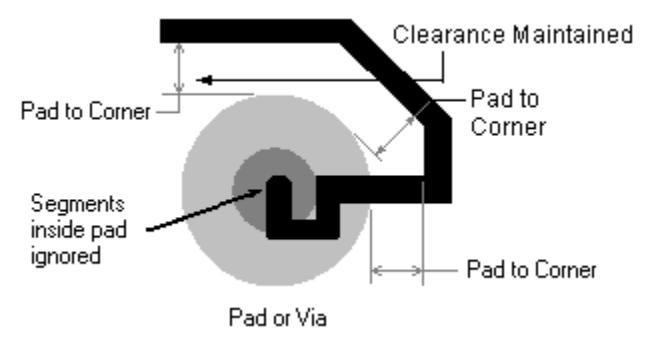 Clearance Maintained
Pad to Corner
Pad to
Corner
Segments
inside pad
ignored
Pad to Corner
Pad or Via